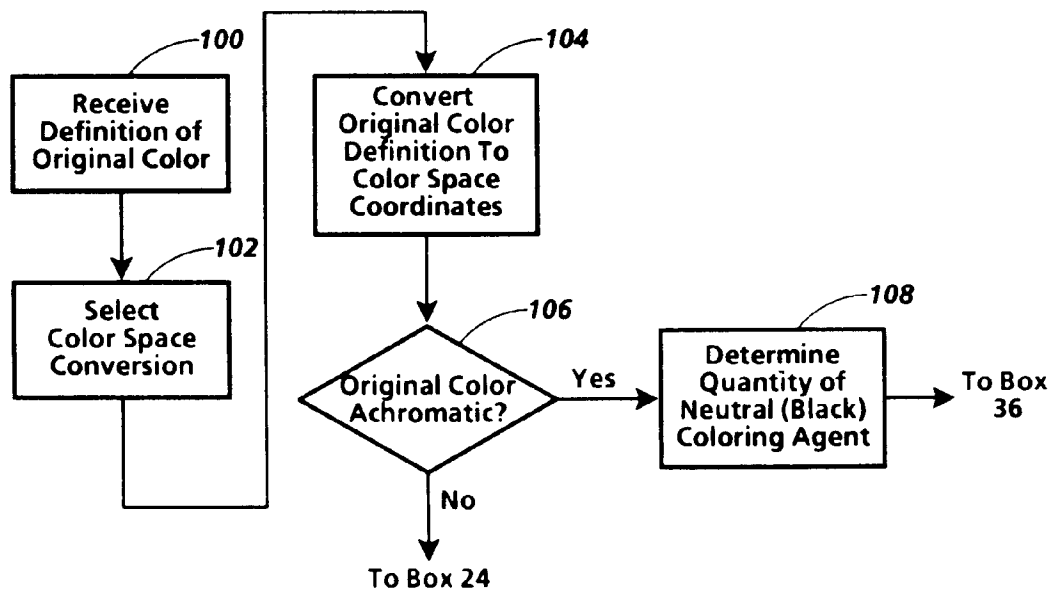 100
Receive
Definition of
Original Color
102
Select
Color Space
Conversion
104
Convert
Original Color
Definition To
Color Space
Coordinates
106
Original Color
Achromatic?
Yes
No
To Box 24
108
Determine
Quantity of
Neutral (Black)
Coloring Agent
To Box
36